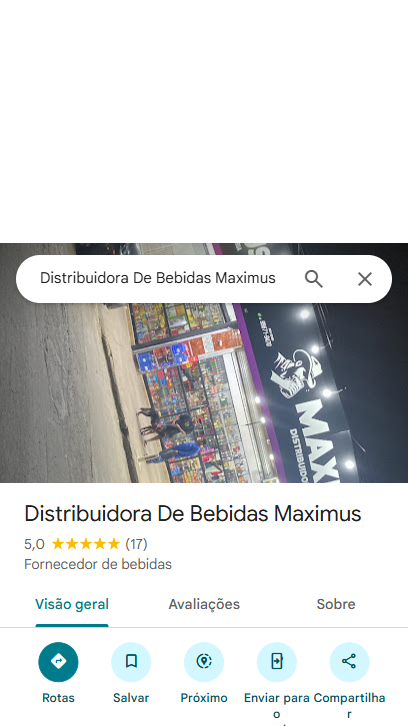 Distribuidora De Bebidas Maximus
MAXI
DISTRIBUIDO
Distribuidora De Bebidas Maximus
5,0 (17)
Fornecedor de bebidas
Visão geral Avaliações Sobre
Rotas Salvar Próximo Enviar para o Compartilhar